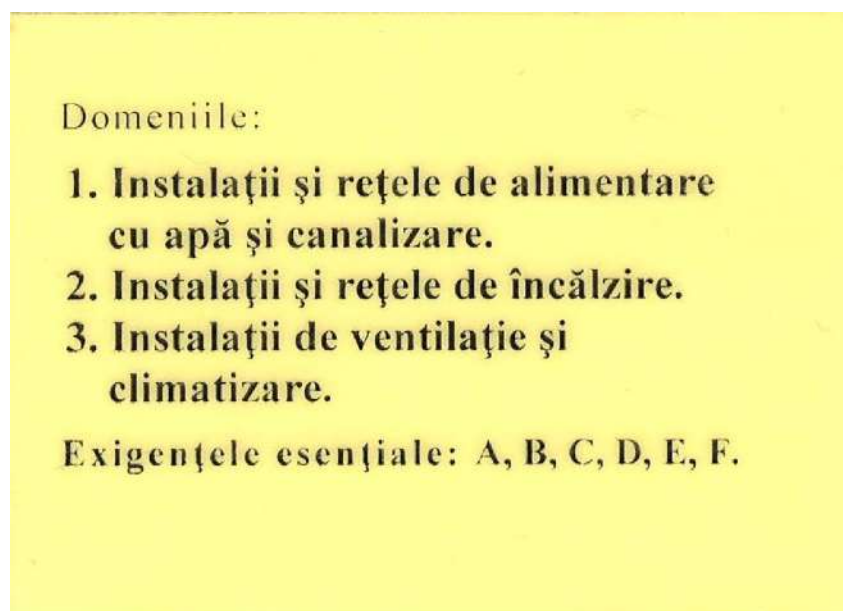 Domeniile:
1. Instalaţii şi reţele de alimentare
cu apă şi canalizare.
2. Instalaţii şi reţele de încălzire.
3. Instalaţii de ventilaţie şi
climatizare.
Exigenţele esenţiale: A, B, C, D, E, F.